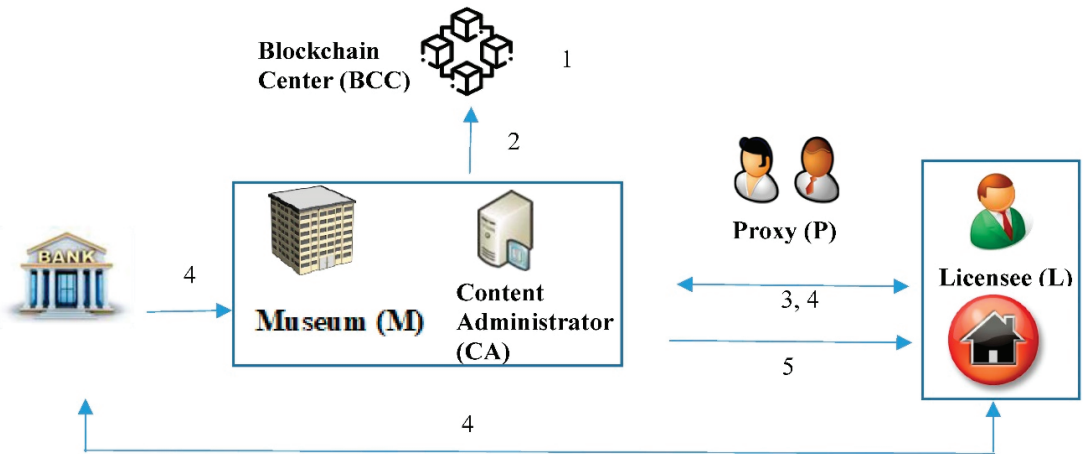 Blockchain
Center (BCC)
1
2
Proxy (P)
BANK
4
Museum (M)
Content
Administrator
(CA)
3, 4
Licensee (L)
5
4